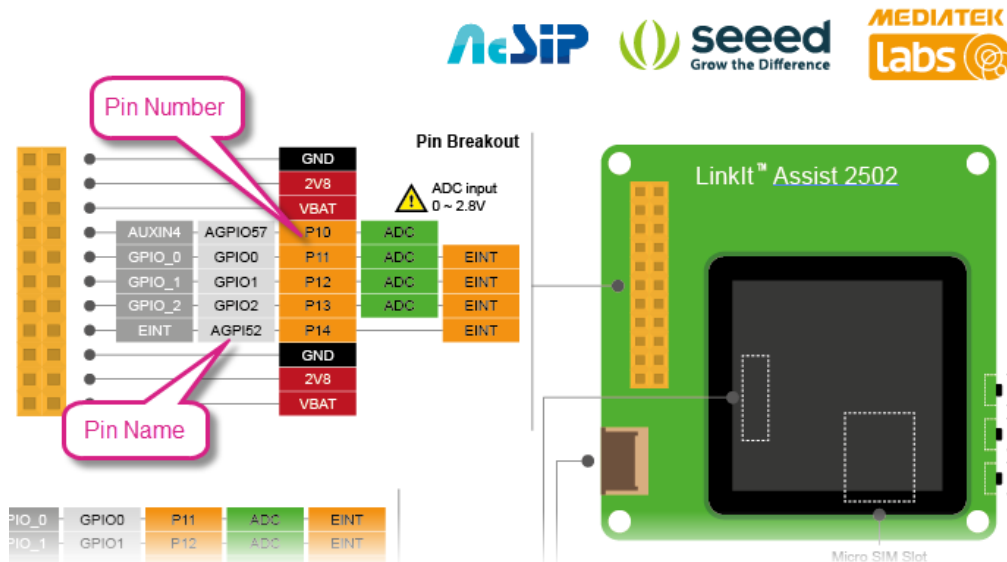 AcSiP
seeed
Grow the Difference
MEDIATEK
labs
Pin Number
Pin Breakout
ADC input
0 ~ 2.8V
GND
2V8
VBAT
AUXIN4 AGPIO57 P10 ADC
GPIO_0 GPIO0 P11 ADC EINT
GPIO_1 GPIO1 P12 ADC EINT
GPIO_2 GPIO2 P13 ADC EINT
EINT AGPI52 P14 EINT
GND
2V8
VBAT
Pin Name
PIO_0 GPIO0 P11 ADC EINT
PIO_1 GPIO1 P12 ADC EINT
LinkIt™ Assist 2502
Micro SIM Slot